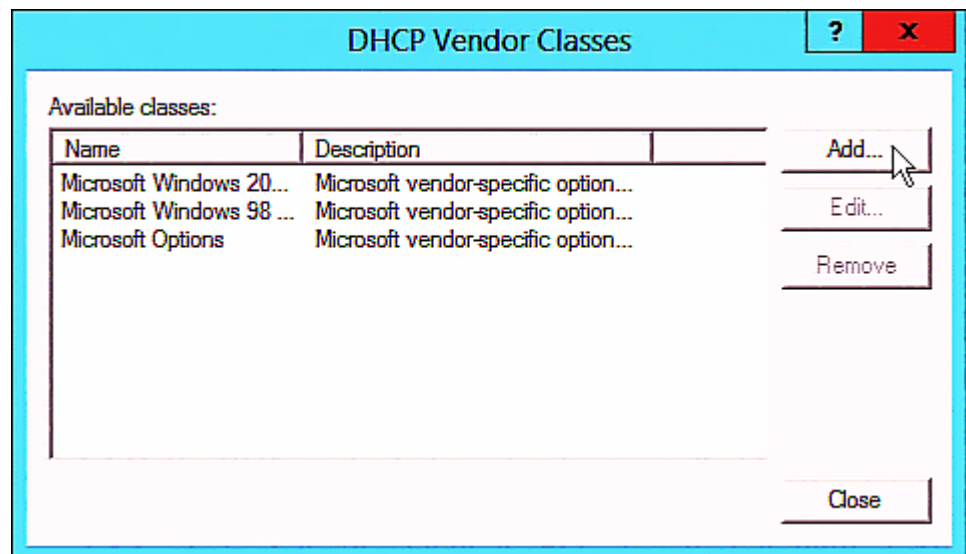 DHCP Vendor Classes
? x
Available classes:
Name Description
Add...
Microsoft Windows 20... Microsoft vendor-specific option...
Microsoft Windows 98 ... Microsoft vendor-specific option...
Edit...
Microsoft Options Microsoft vendor-specific option...
Remove
Close